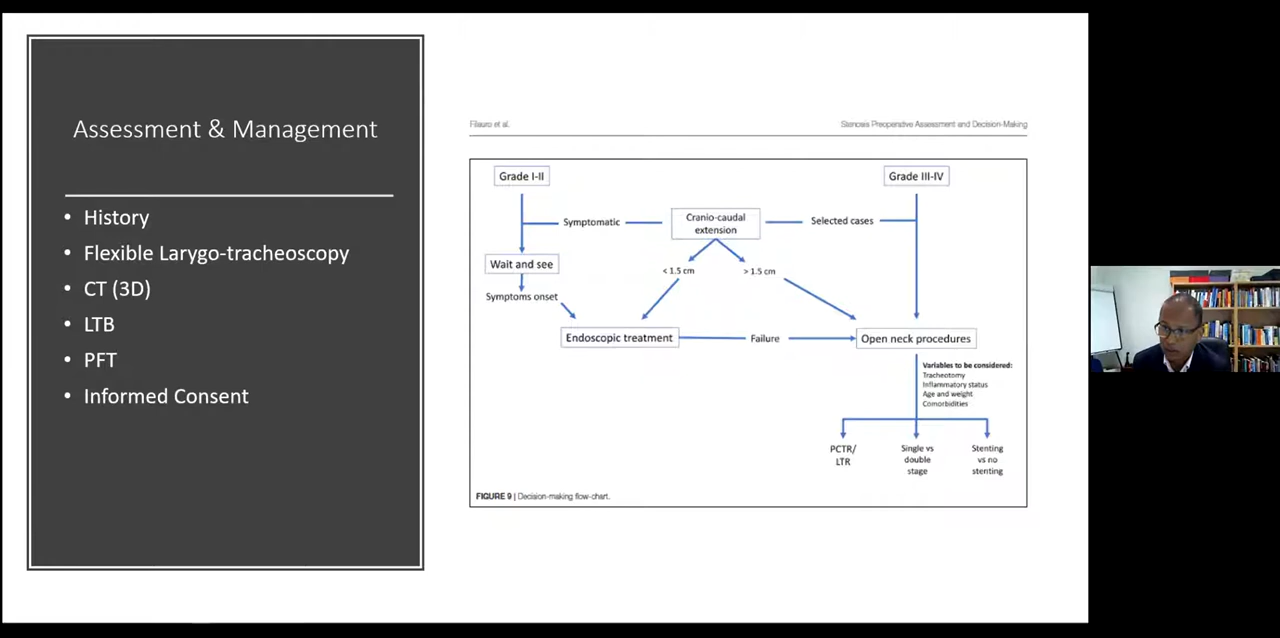 Assessment & Management
• History
• Flexible Larygo-tracheoscopy
• CT (3D)
• LTB
• PFT
• Informed Consent
Filauro et al.
Stenosis Preoperative Assessment and Decision-Making
Grade I-II
Grade III-IV
Symptomatic
Cranio-caudal
extension
Selected cases
Wait and see
< 1.5 cm
> 1.5 cm
Symptoms onset
Endoscopic treatment
Failure
Open neck procedures
Variables to be considered:
Tracheotomy
Inflammatory status
Age and weight
Comorbidities
PCTR/
LTR
Single vs
double
stage
Stenting
vs no
stenting
FIGURE 9 | Decision-making flow-chart.